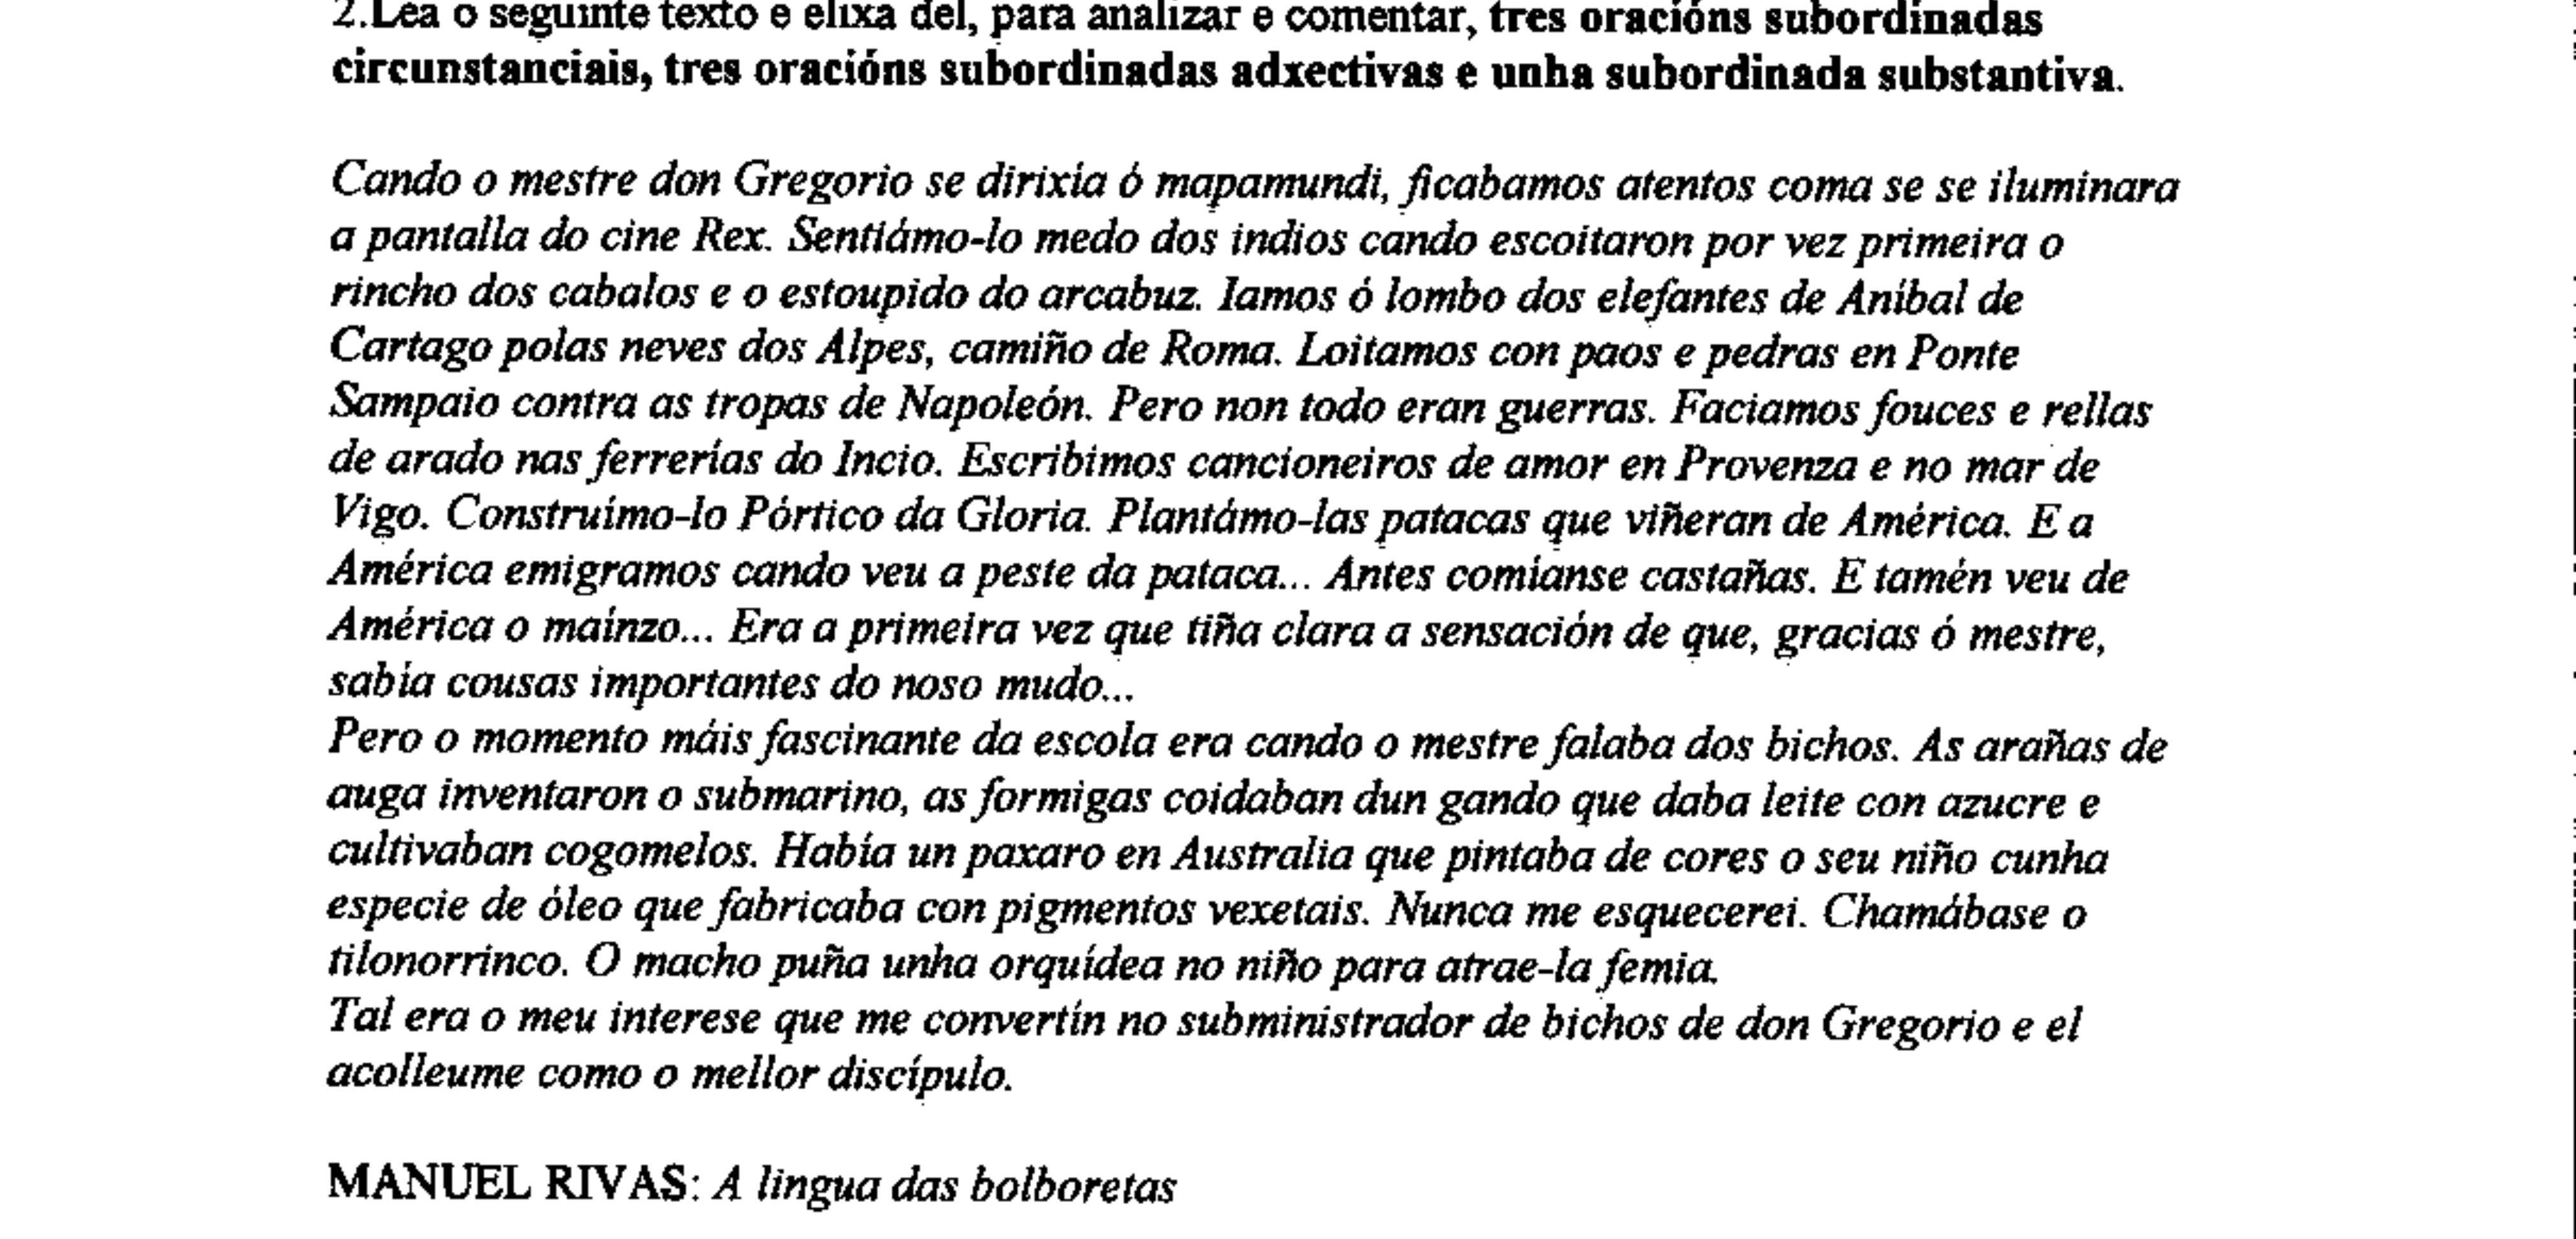 2.Lea o seguinte texto e elixa del, para analizar e comentar, tres oracións subordinadas
circunstanciais, tres oracións subordinadas adxectivas e unha subordinada substantiva.
Cando o mestre don Gregorio se dirixía ó mapamundi, ficabamos atentos coma se se iluminara
a pantalla do cine Rex. Sentiámo-lo medo dos indios cando escoitaron por vez primeira o
rincho dos cabalos e o estoupido do arcabuz. Iamos ó lombo dos elefantes de Aníbal de
Cartago polas neves dos Alpes, camiño de Roma. Loitamos con paos e pedras en Ponte
Sampaio contra as tropas de Napoleón. Pero non todo eran guerras. Faciamos fouces e rellas
de arado nas ferrerías do Incio. Escribimos cancioneiros de amor en Provenza e no mar de
Vigo. Construímo-lo Pórtico da Gloria. Plantámo-las patacas que viñeran de América. E a
América emigramos cando veu a peste da pataca... Antes comíanse castañas. E tamén veu de
América o maínzo... Era a primeira vez que tiña clara a sensación de que, gracias ó mestre,
sabía cousas importantes do noso mudo...
Pero o momento máis fascinante da escola era cando o mestre falaba dos bichos. As arañas de
auga inventaron o submarino, as formigas coidaban dun gando que daba leite con azucre e
cultivaban cogomelos. Había un paxaro en Australia que pintaba de cores o seu niño cunha
especie de óleo que fabricaba con pigmentos vexetais. Nunca me esquecerei. Chamábase o
tilonorrinco. O macho puña unha orquídea no niño para atrae-la femia.
Tal era o meu interese que me convertín no subministrador de bichos de don Gregorio e el
acolleume como o mellor discípulo.
MANUEL RIVAS: A lingua das bolboretas